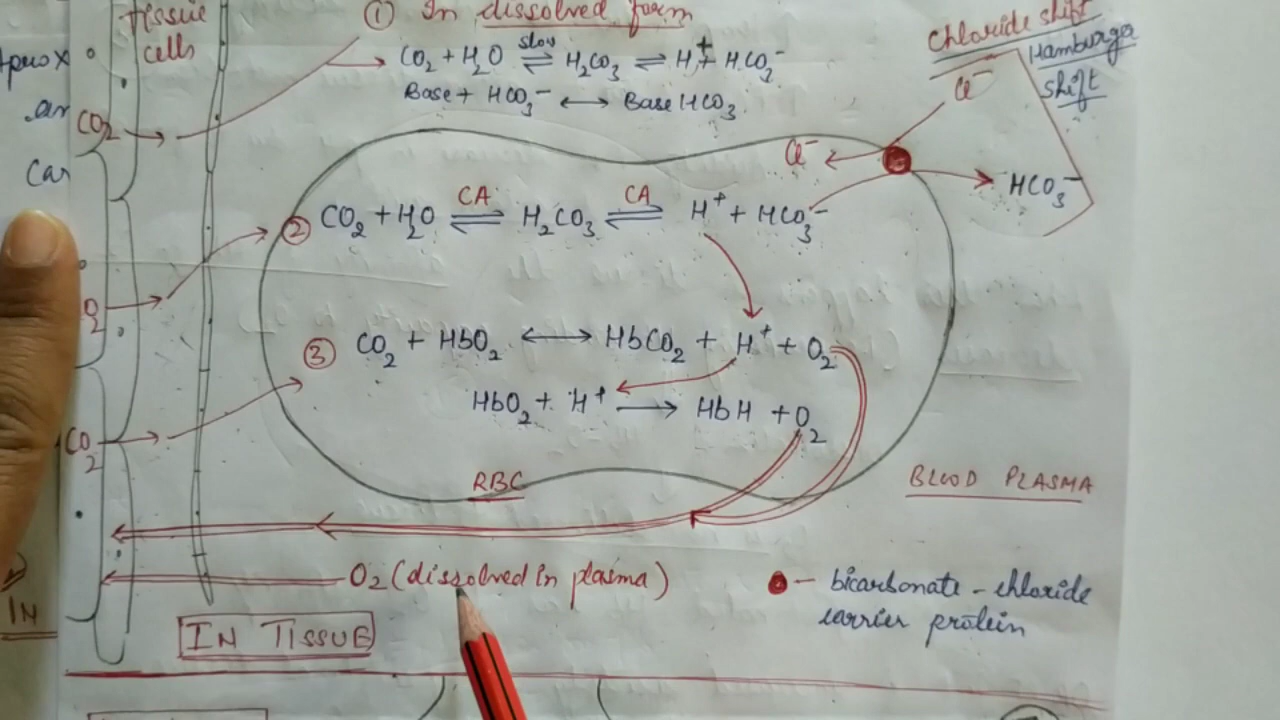 tissue
cells
① In dissolved form
CO₂ + H₂O ⇌ H₂CO₃ ⇌ H⁺ + HCO₃⁻
slow
Base + HCO₃⁻ ⟷ Base HCO₃
Chloride shift
Hamburger
shift
Cl⁻
Cl⁻
HCO₃⁻
CO₂
② CO₂ + H₂O ⇌ H₂CO₃ ⇌ H⁺ + HCO₃⁻
CA
CA
O₂
③ CO₂ + HbO₂ ⟷ HbCO₂ + H⁺ + O₂
HbO₂ + H⁺ ⟶ HbH + O₂
CO₂
RBC
BLOOD PLASMA
O₂ (dissolved in plasma)
● – bicarbonate – chloride
carrier protein
IN
IN TISSUE